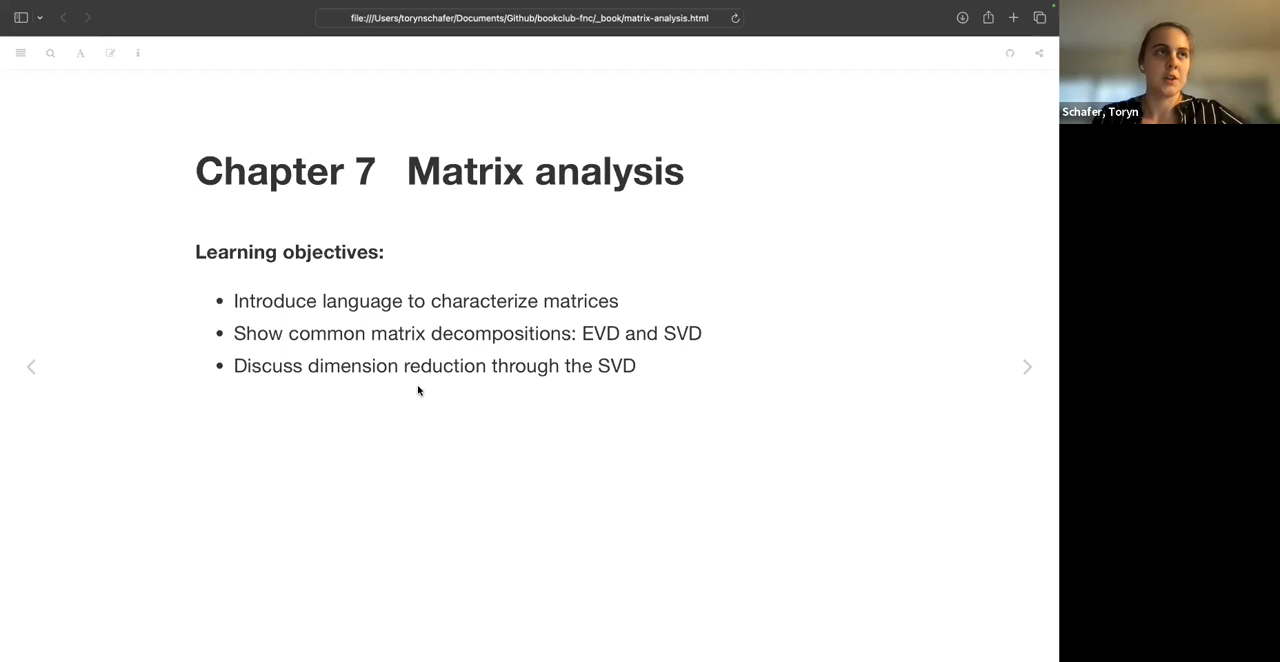 file:///Users/torynschafer/Documents/Github/bookclub-fnc/_book/matrix-analysis.html
Schafer, Toryn
Chapter 7 Matrix analysis
Learning objectives:
• Introduce language to characterize matrices
• Show common matrix decompositions: EVD and SVD
• Discuss dimension reduction through the SVD